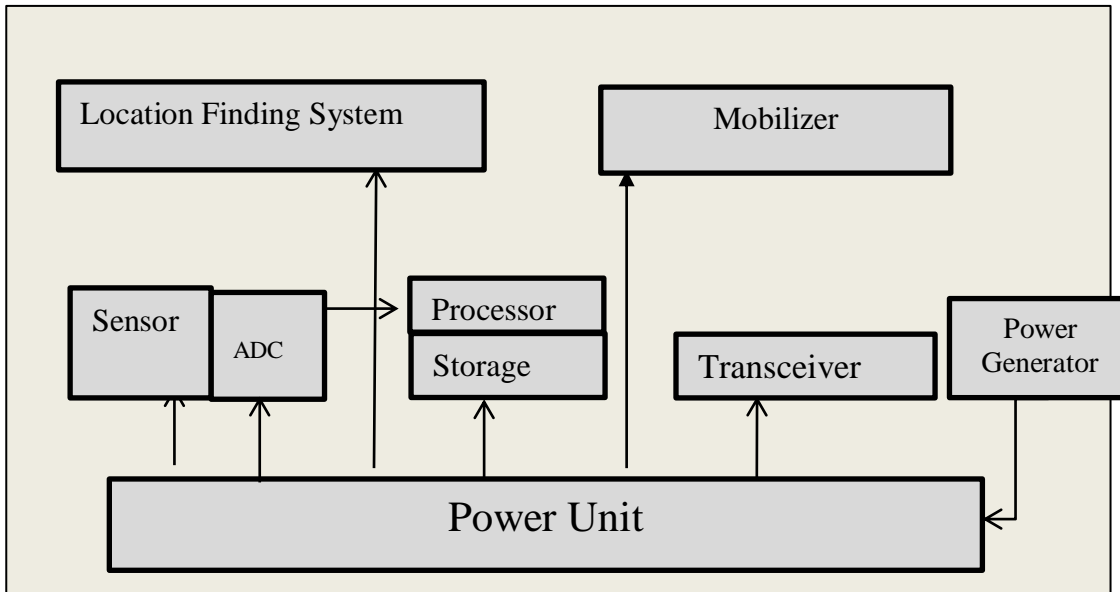 Location Finding System
Mobilizer
Sensor
ADC
Processor
Storage
Transceiver
Power
Generator
Power Unit